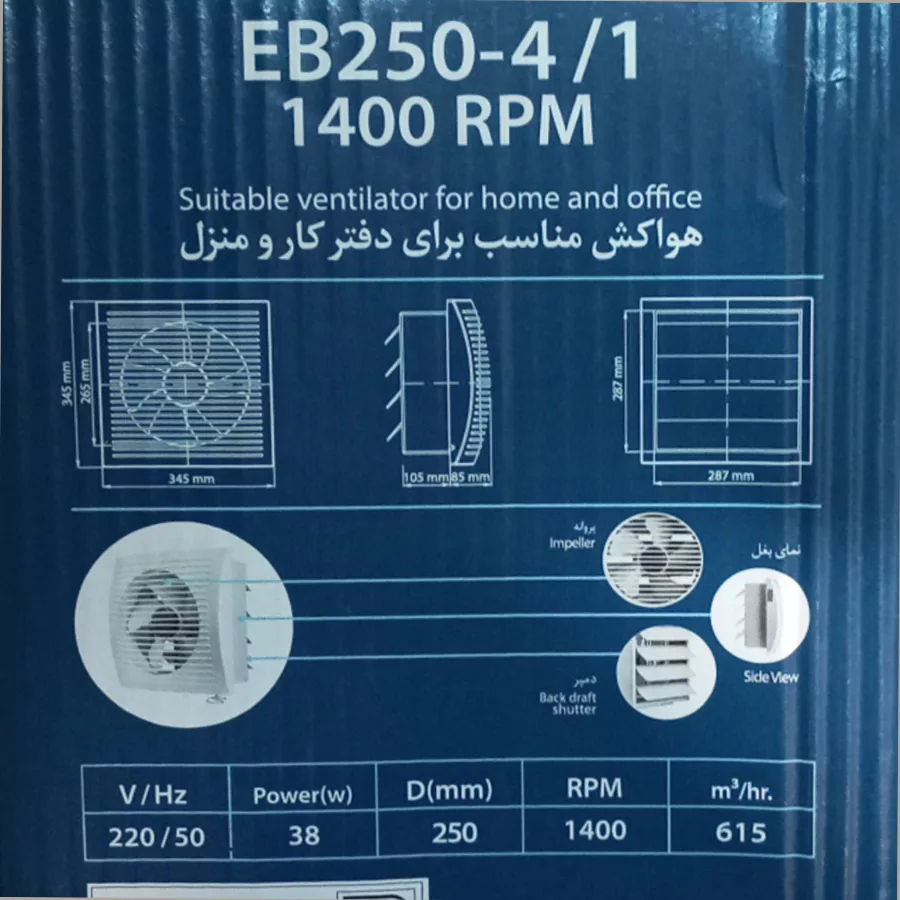 EB250-4 /1
1400 RPM
Suitable ventilator for home and office
هواکش مناسب برای دفتر کار و منزل
345 mm
265 mm
345 mm
105 mm
85 mm
287 mm
287 mm
پروانه
Impeller
نمای بغل
Side View
دمپر
Back draft
shutter
V/Hz Power(w) D(mm) RPM m³/hr.
220/50 38 250 1400 615